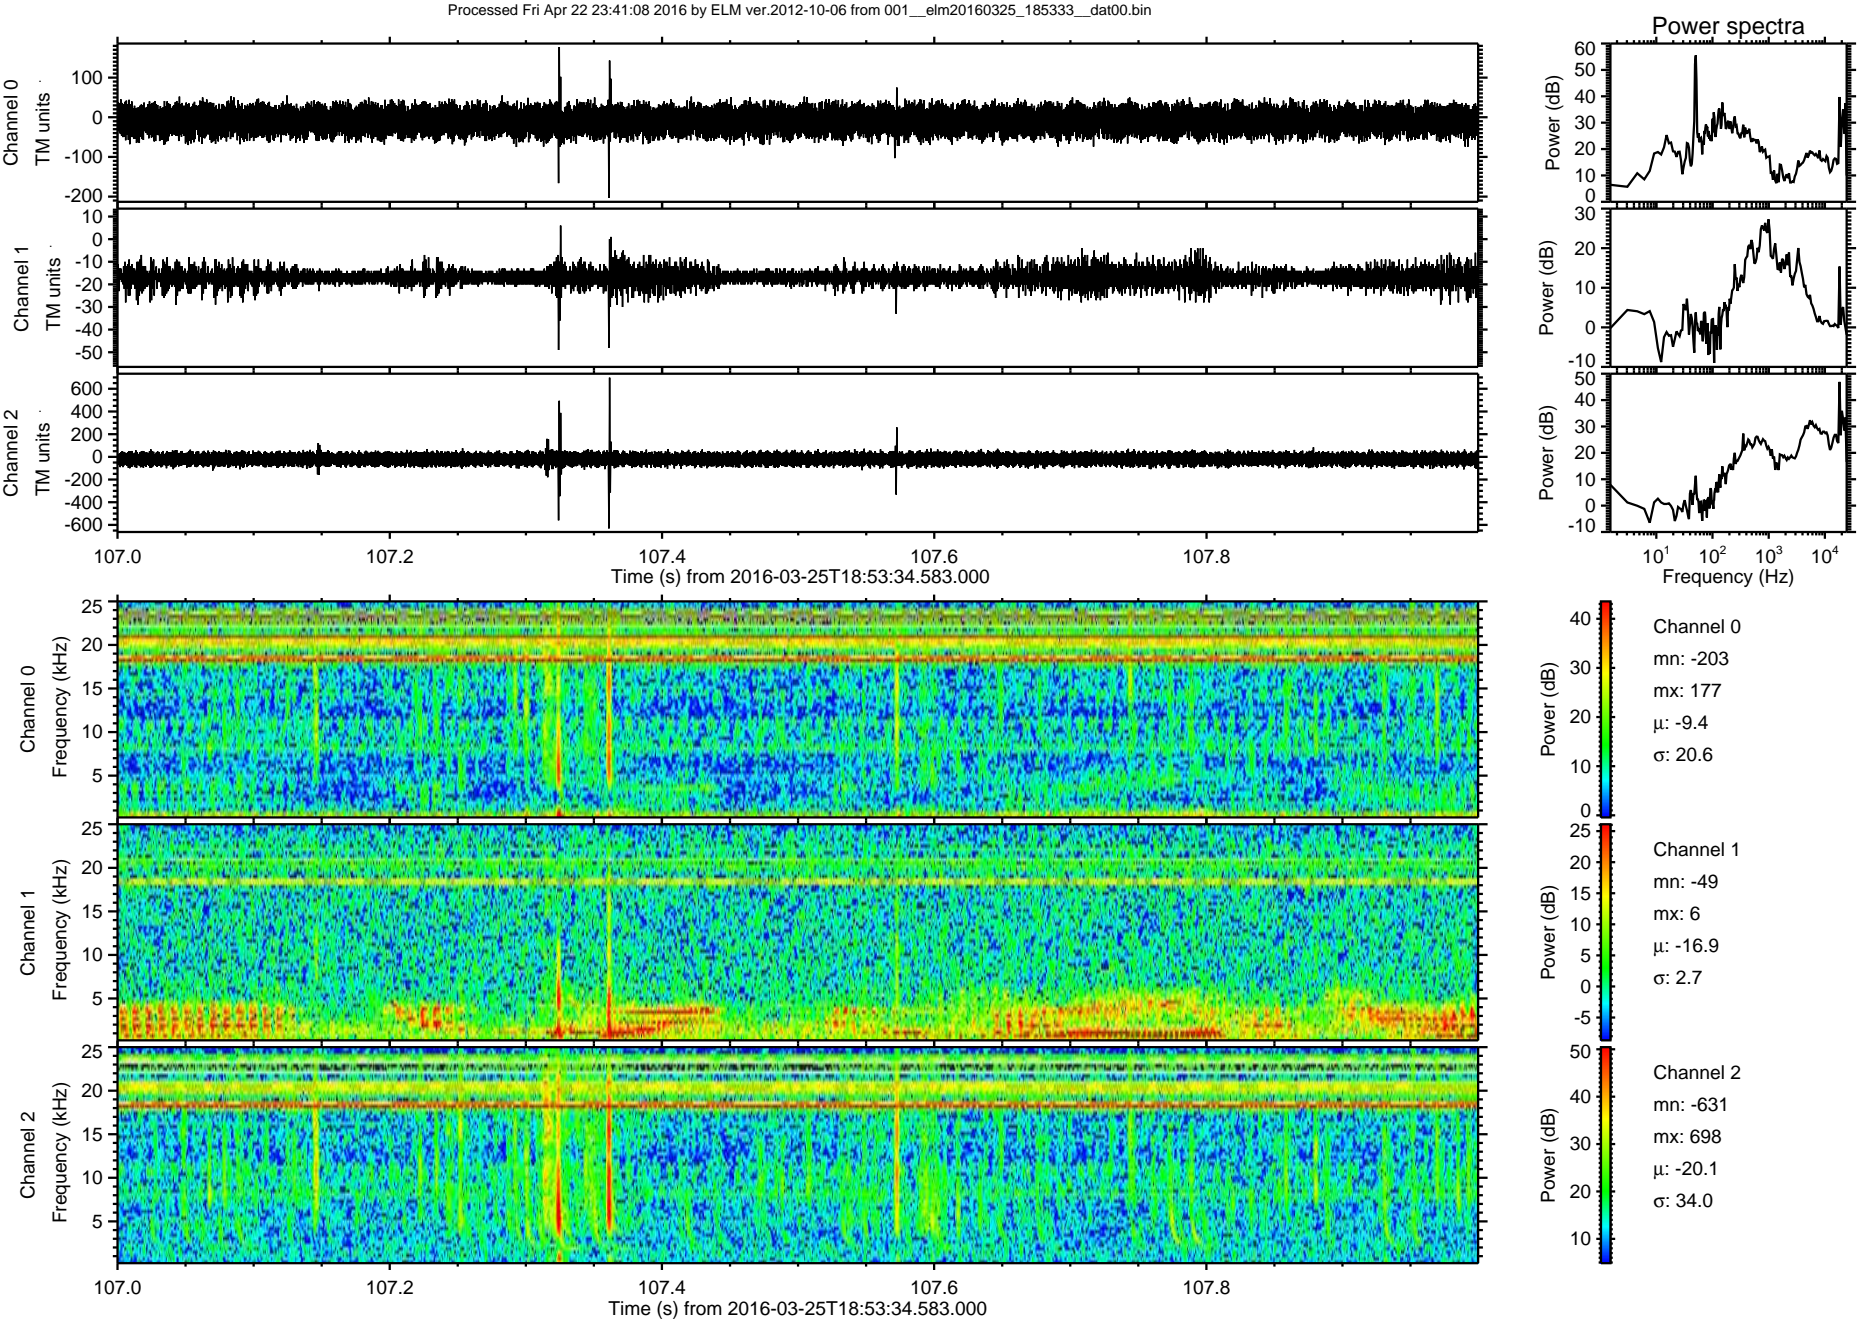 Processed Fri Apr 22 23:41:08 2016 by ELM ver.2012-10-06 from 001__elm20160325_185333__dat00.bin
Power spectra
Channel 0
TM units
100
0
-100
-200
Power (dB)
60
50
40
30
20
10
0
Channel 1
TM units
10
0
-10
-20
-30
-40
-50
Power (dB)
30
20
10
0
-10
Channel 2
TM units
600
400
200
0
-200
-400
-600
Power (dB)
50
40
30
20
10
0
-10
107.0 107.2 107.4 107.6 107.8
Time (s) from 2016-03-25T18:53:34.583.000
10^1 10^2 10^3 10^4
Frequency (Hz)
Channel 0
Frequency (kHz)
25
20
15
10
5
Power (dB)
40
30
20
10
0
Channel 0
mn: -203
mx: 177
μ: -9.4
σ: 20.6
Channel 1
Frequency (kHz)
25
20
15
10
5
Power (dB)
25
20
15
10
5
0
-5
Channel 1
mn: -49
mx: 6
μ: -16.9
σ: 2.7
Channel 2
Frequency (kHz)
25
20
15
10
5
Power (dB)
50
40
30
20
10
Channel 2
mn: -631
mx: 698
μ: -20.1
σ: 34.0
107.0 107.2 107.4 107.6 107.8
Time (s) from 2016-03-25T18:53:34.583.000